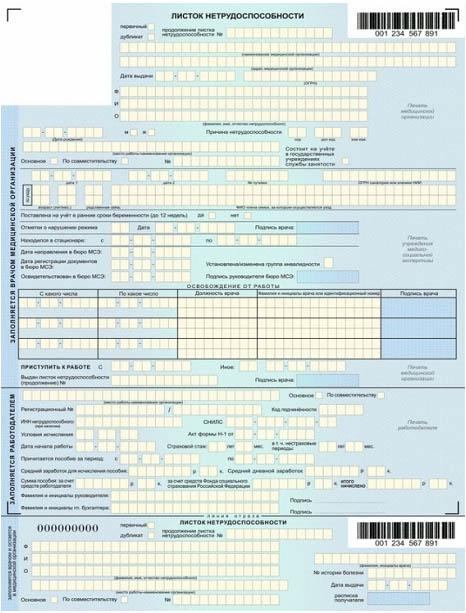 ЛИСТОК НЕТРУДОСПОСОБНОСТИ
первичный
дубликат
продолжение листка нетрудоспособности №
001 234 567 891
(наименование медицинской организации)
(адрес медицинской организации)
Дата выдачи
(ОГРН)
Ф
И
О
(фамилия, имя, отчество нетрудоспособного)
Печать медицинской организации
(Дата рождения)
м ж
Причина нетрудоспособности
код доп код код изм
(место работы-наименование организации)
Состоит на учёте в государственных учреждениях службы занятости
Основное По совместительству №
дата 1 дата 2 № путевки ОГРН санатория или клиники НИИ
по уходу
возраст (лет/мес.) родственная связь ФИО члена семьи, за которым осуществляется уход
Поставлена на учёт в ранние сроки беременности (до 12 недель) да нет
Отметки о нарушении режима Дата Подпись врача:
Находится в стационаре: с по
Печать учреждения медико-социальной экспертизы
Дата направления в бюро МСЭ:
Дата регистрации документов в бюро МСЭ:
Установлена/изменена группа инвалидности
Освидетельствован в бюро МСЭ:
Подпись руководителя бюро МСЭ:
ОСВОБОЖДЕНИЕ ОТ РАБОТЫ
С какого числа По какое число Должность врача Фамилия и инициалы врача или идентификационный номер Подпись врача
ЗАПОЛНЯЕТСЯ ВРАЧОМ МЕДИЦИНСКОЙ ОРГАНИЗАЦИИ
ПРИСТУПИТЬ К РАБОТЕ С Иное:
Выдан листок нетрудоспособности (продолжение) №
Подпись врача:
Печать медицинской организации
(место работы-наименование организации)
Основное По совместительству
Регистрационный № / Код подчинённости
ИНН нетрудоспособного (при наличии)
СНИЛС
Печать работодателя
Условия исчисления Акт формы Н-1 от
Дата начала работы Страховой стаж: лет мес. в т. ч. нестраховые периоды: лет мес.
Причитается пособие за период: с по
Средний заработок для исчисления пособия: р к. Средний дневной заработок р к.
Сумма пособия: за счет средств работодателя р к. за счет средств Фонда социального страхования Российской Федерации р к. ИТОГО начислено р к.
Фамилия и инициалы руководителя: Подпись
Фамилия и инициалы гл. бухгалтера: Подпись
ЗАПОЛНЯЕТСЯ РАБОТОДАТЕЛЕМ
линия отреза
0000000000
первичный
дубликат
ЛИСТОК НЕТРУДОСПОСОБНОСТИ
продолжение листка нетрудоспособности №
001 234 567 891
Ф
И
О
(фамилия, имя, отчество нетрудоспособного)
(фамилия, инициалы врача)
№ истории болезни
Дата выдачи
(место работы-наименование организации)
Основное По совместительству №
расписка получателя
заполняется врачом и остается в медицинской организации